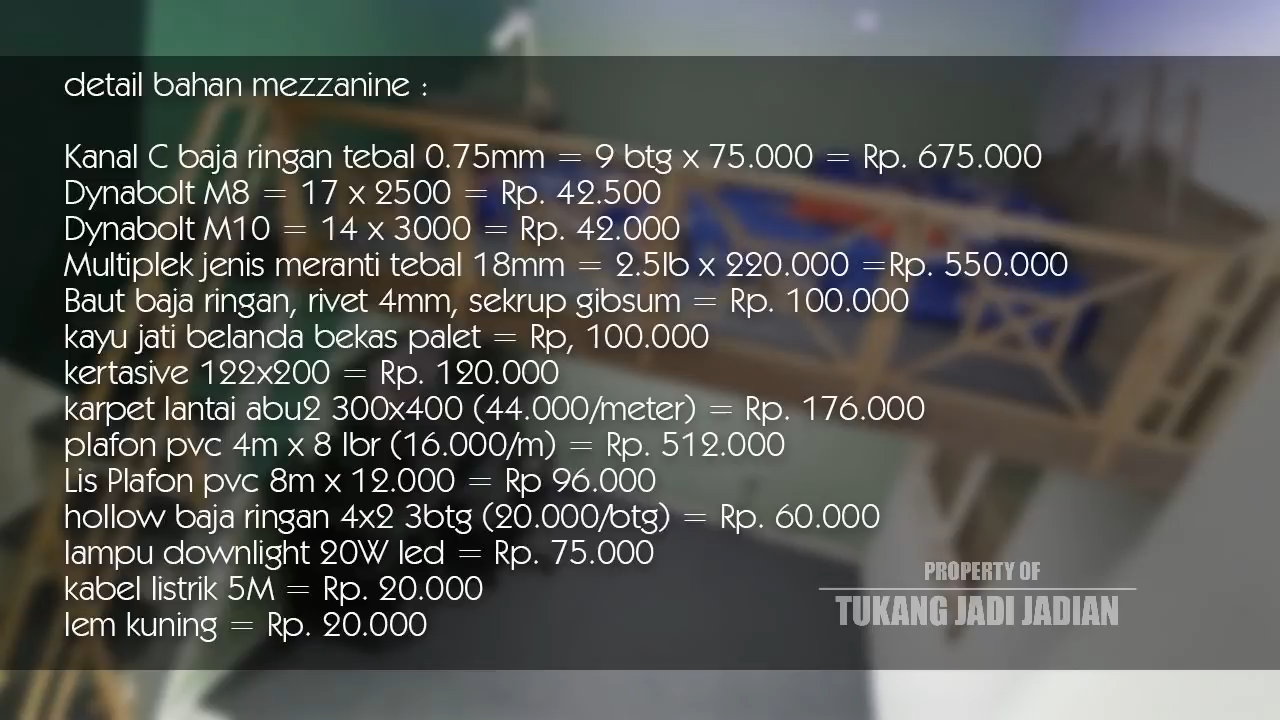 detail bahan mezzanine :
Kanal C baja ringan tebal 0.75mm = 9 btg x 75.000 = Rp. 675.000
Dynabolt M8 = 17 x 2500 = Rp. 42.500
Dynabolt M10 = 14 x 3000 = Rp. 42.000
Multiplek jenis meranti tebal 18mm = 2.5lb x 220.000 =Rp. 550.000
Baut baja ringan, rivet 4mm, sekrup gibsum = Rp. 100.000
kayu jati belanda bekas palet = Rp, 100.000
kertasive 122x200 = Rp. 120.000
karpet lantai abu2 300x400 (44.000/meter) = Rp. 176.000
plafon pvc 4m x 8 lbr (16.000/m) = Rp. 512.000
Lis Plafon pvc 8m x 12.000 = Rp 96.000
hollow baja ringan 4x2 3btg (20.000/btg) = Rp. 60.000
lampu downlight 20W led = Rp. 75.000
kabel listrik 5M = Rp. 20.000
lem kuning = Rp. 20.000
PROPERTY OF
TUKANG JADI JADIAN